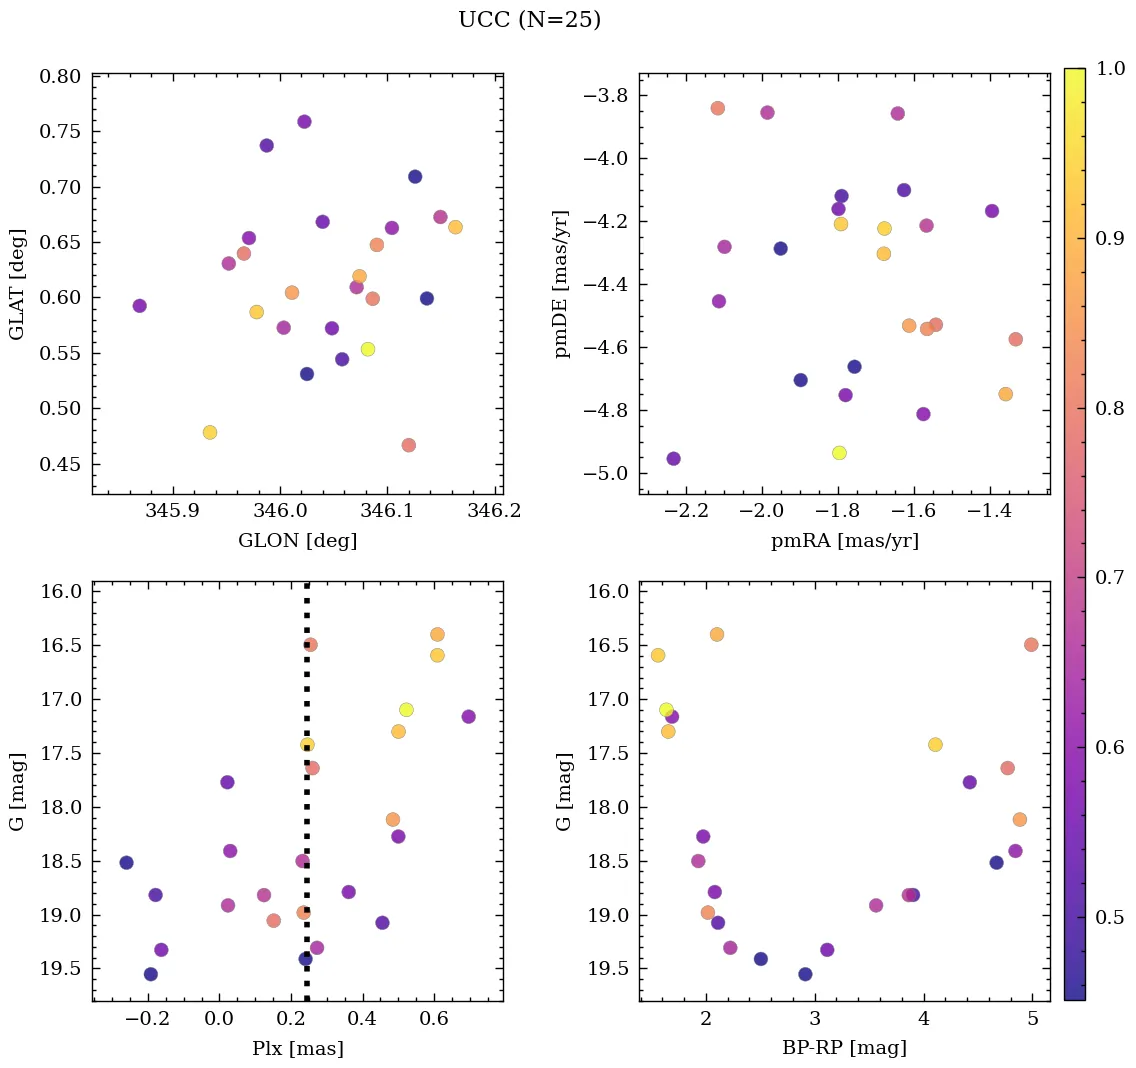 UCC (N=25)
0.80
0.75
0.70
0.65
0.60
0.55
0.50
0.45
GLAT [deg]
345.9 346.0 346.1 346.2
GLON [deg]
−3.8
−4.0
−4.2
−4.4
−4.6
−4.8
−5.0
pmDE [mas/yr]
−2.2 −2.0 −1.8 −1.6 −1.4
pmRA [mas/yr]
16.0
16.5
17.0
17.5
18.0
18.5
19.0
19.5
G [mag]
−0.2 0.0 0.2 0.4 0.6
Plx [mas]
16.0
16.5
17.0
17.5
18.0
18.5
19.0
19.5
G [mag]
2 3 4 5
BP-RP [mag]
1.0
0.9
0.8
0.7
0.6
0.5